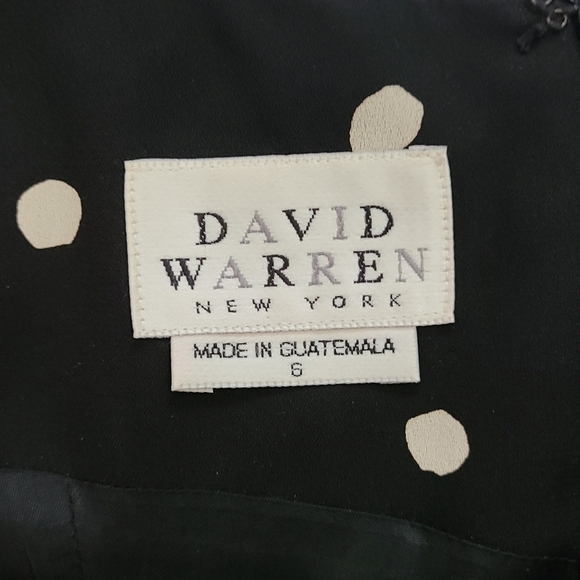 DAVID
WARREN
NEW YORK
MADE IN GUATEMALA
6